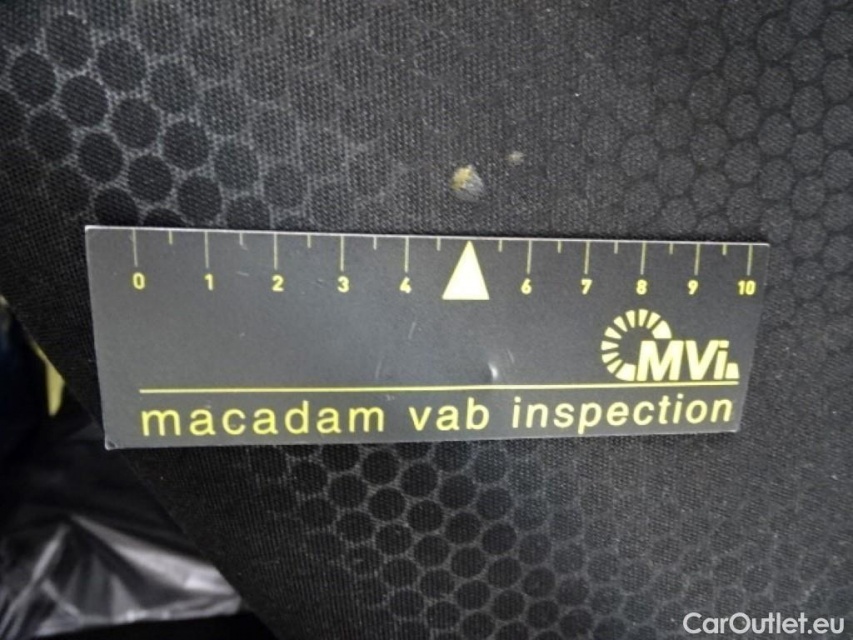 0 1 2 3 4 6 7 8 9 10
MVi
macadam vab inspection
CarOutlet.eu